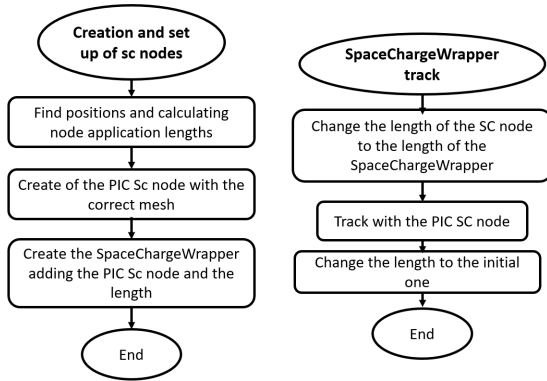 Creation and set
up of sc nodes
Find positions and calculating
node application lengths
Create of the PIC Sc node with the
correct mesh
Create the SpaceChargeWrapper
adding the PIC Sc node and the
length
End
SpaceChargeWrapper
track
Change the length of the SC node
to the length of the
SpaceChargeWrapper
Track with the PIC SC node
Change the length to the initial
one
End